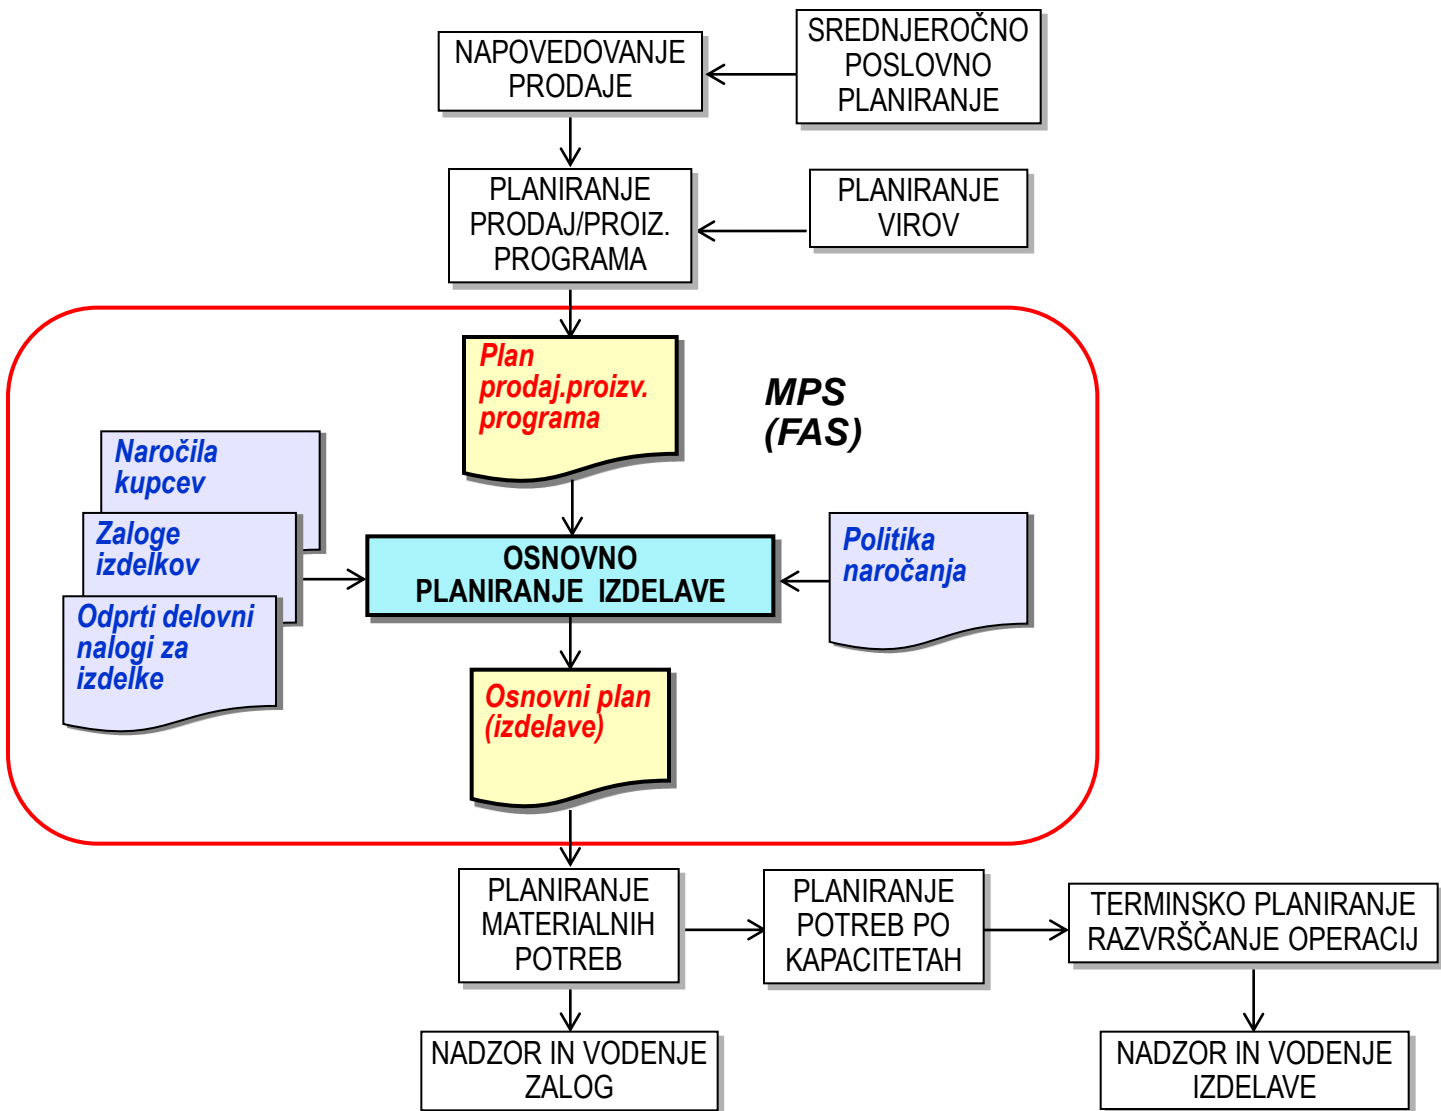 NAPOVEDOVANJE
PRODAJE
SREDNJEROČNO
POSLOVNO
PLANIRANJE
PLANIRANJE
PRODAJ/PROIZ.
PROGRAMA
PLANIRANJE
VIROV
Plan
prodaj.proizv.
programa
MPS
(FAS)
Naročila
kupcev
Zaloge
izdelkov
Odprti delovni
nalogi za
izdelke
OSNOVNO
PLANIRANJE IZDELAVE
Politika
naročanja
Osnovni plan
(izdelave)
PLANIRANJE
MATERIALNIH
POTREB
PLANIRANJE
POTREB PO
KAPACITETAH
TERMINSKO PLANIRANJE
RAZVRŠČANJE OPERACIJ
NADZOR IN VODENJE
ZALOG
NADZOR IN VODENJE
IZDELAVE